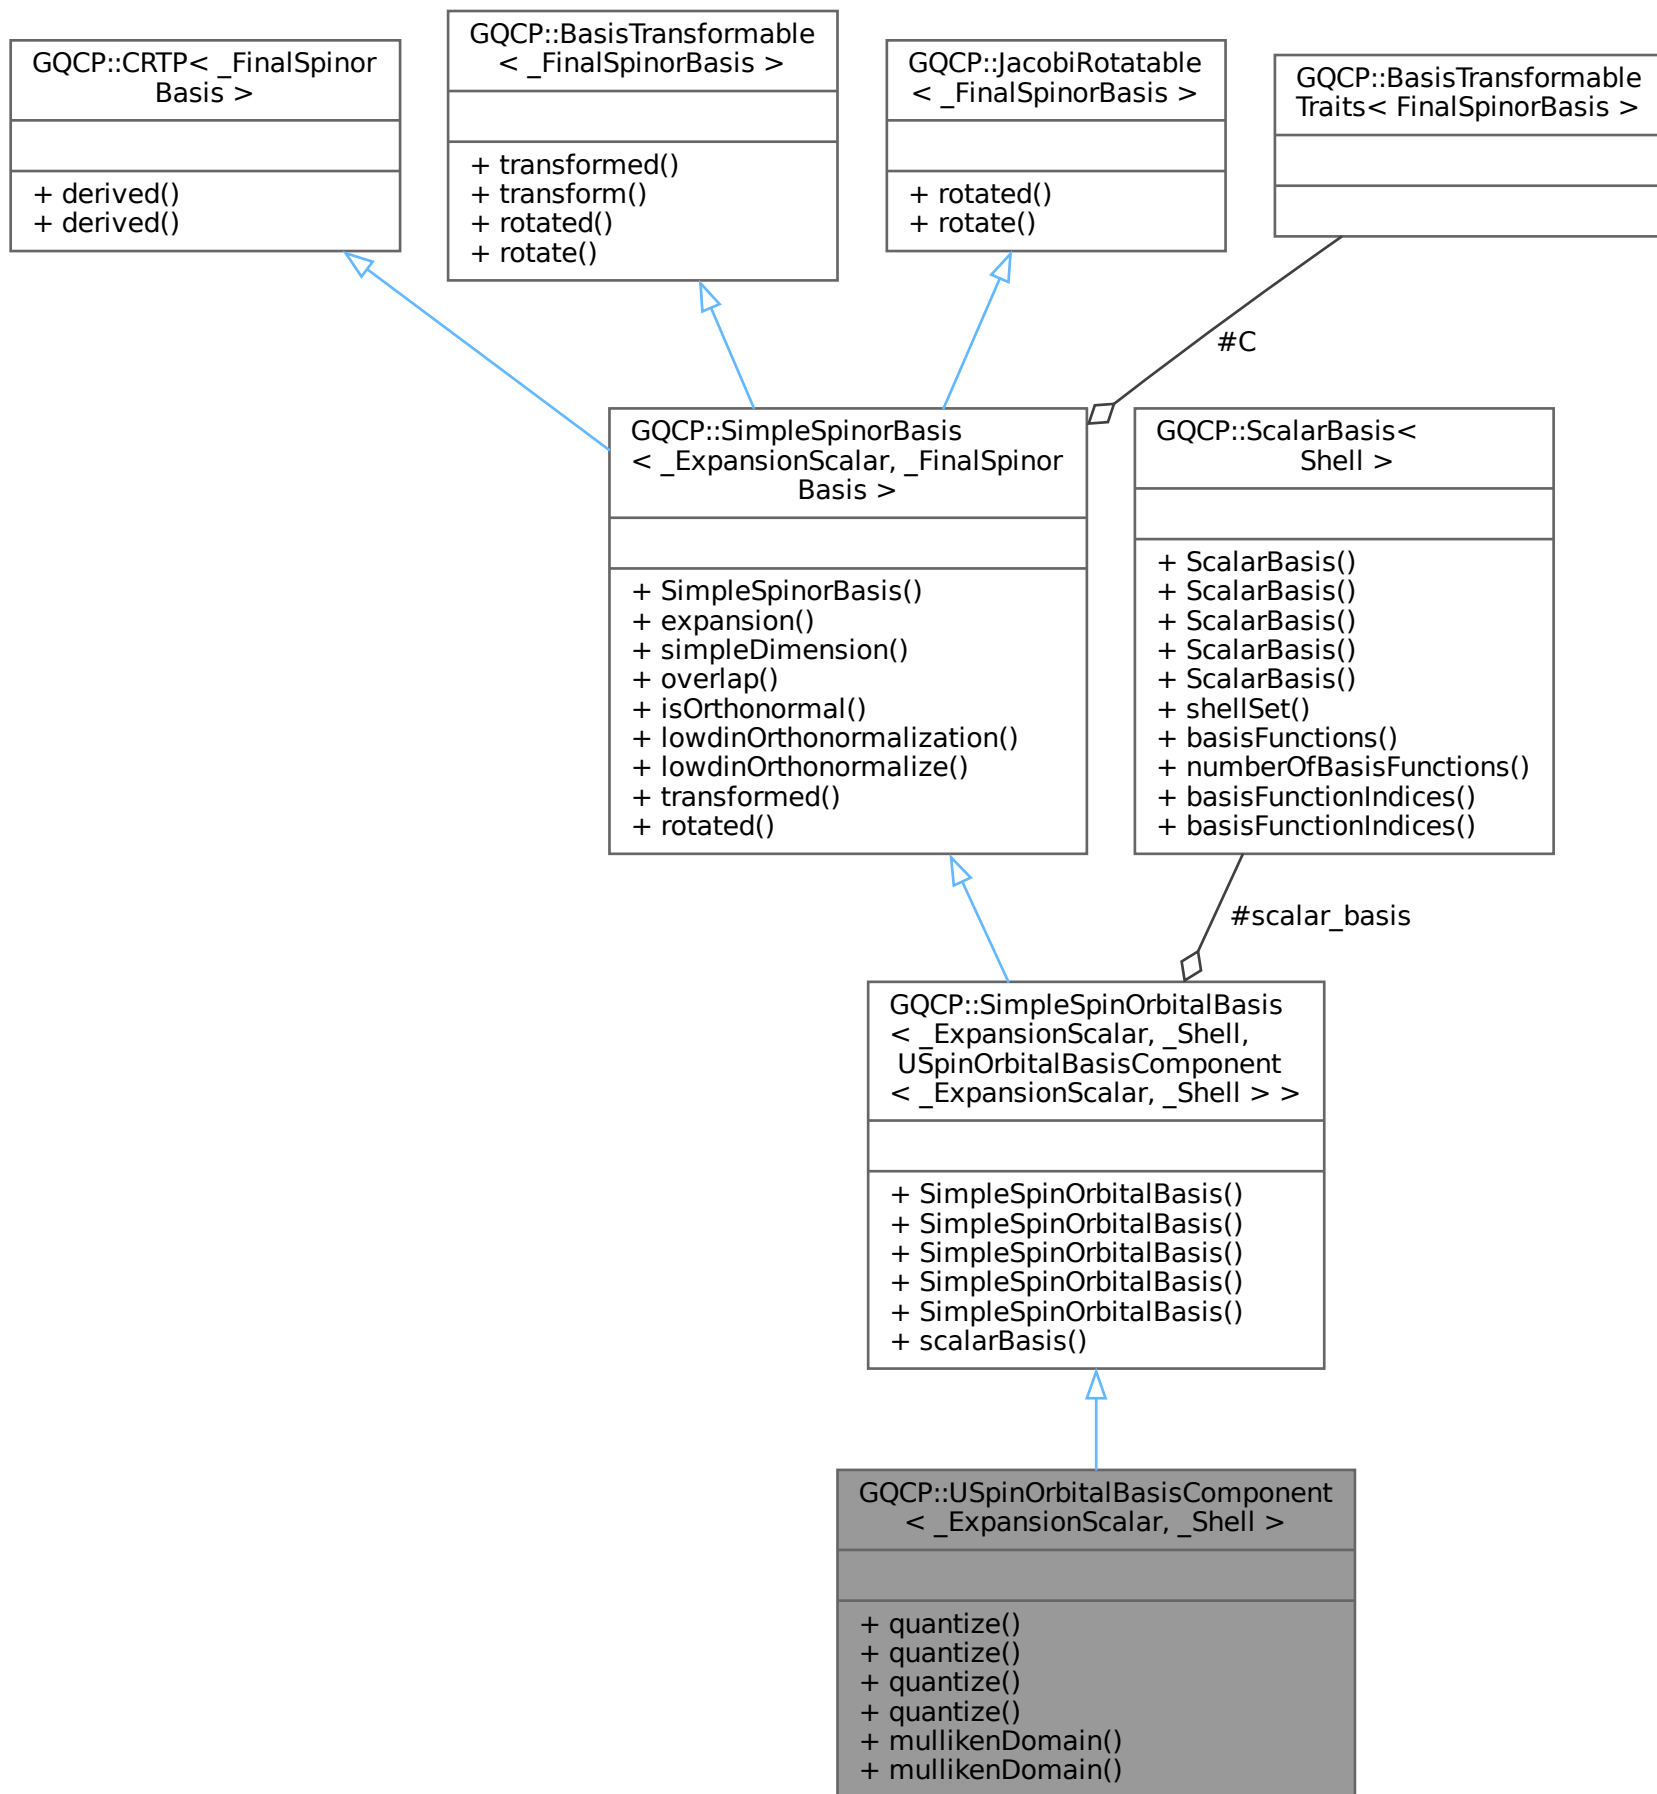 GQCP::CRTP< _FinalSpinor
Basis >
+ derived()
+ derived()
GQCP::BasisTransformable
< _FinalSpinorBasis >
+ transformed()
+ transform()
+ rotated()
+ rotate()
GQCP::JacobiRotatable
< _FinalSpinorBasis >
+ rotated()
+ rotate()
GQCP::BasisTransformable
Traits< FinalSpinorBasis >
#C
GQCP::SimpleSpinorBasis
< _ExpansionScalar, _FinalSpinor
Basis >
+ SimpleSpinorBasis()
+ expansion()
+ simpleDimension()
+ overlap()
+ isOrthonormal()
+ lowdinOrthonormalization()
+ lowdinOrthonormalize()
+ transformed()
+ rotated()
GQCP::ScalarBasis<
Shell >
+ ScalarBasis()
+ ScalarBasis()
+ ScalarBasis()
+ ScalarBasis()
+ ScalarBasis()
+ shellSet()
+ basisFunctions()
+ numberOfBasisFunctions()
+ basisFunctionIndices()
+ basisFunctionIndices()
#scalar_basis
GQCP::SimpleSpinOrbitalBasis
< _ExpansionScalar, _Shell,
USpinOrbitalBasisComponent
< _ExpansionScalar, _Shell > >
+ SimpleSpinOrbitalBasis()
+ SimpleSpinOrbitalBasis()
+ SimpleSpinOrbitalBasis()
+ SimpleSpinOrbitalBasis()
+ SimpleSpinOrbitalBasis()
+ scalarBasis()
GQCP::USpinOrbitalBasisComponent
< _ExpansionScalar, _Shell >
+ quantize()
+ quantize()
+ quantize()
+ quantize()
+ mullikenDomain()
+ mullikenDomain()